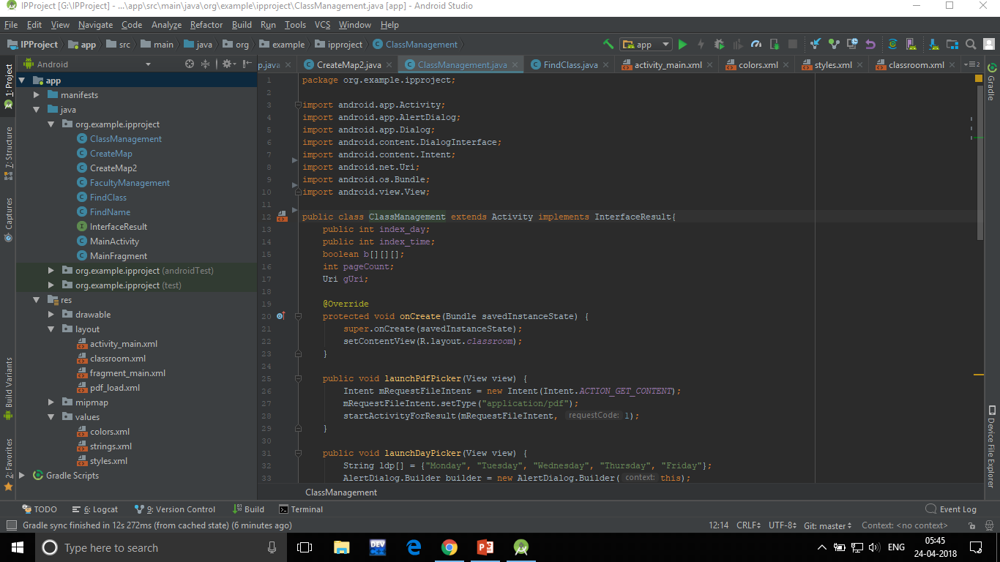 IPProject [G:\IPProject] - ...\app\src\main\java\org\example\ipproject\ClassManagement.java [app] - Android Studio
File Edit View Navigate Code Analyze Refactor Build Run Tools VCS Window Help
IPProject app src main java org example ipproject ClassManagement
app
Android
p.java CreateMap2.java ClassManagement.java FindClass.java activity_main.xml colors.xml styles.xml classroom.xml 2
1: Project
7: Structure
Captures
Build Variants
2: Favorites
app
manifests
java
org.example.ipproject
ClassManagement
CreateMap
CreateMap2
FacultyManagement
FindClass
FindName
InterfaceResult
MainActivity
MainFragment
org.example.ipproject (androidTest)
org.example.ipproject (test)
res
drawable
layout
activity_main.xml
classroom.xml
fragment_main.xml
pdf_load.xml
mipmap
values
colors.xml
strings.xml
styles.xml
Gradle Scripts
1 package org.example.ipproject;
2
3 import android.app.Activity;
4 import android.app.AlertDialog;
5 import android.app.Dialog;
6 import android.content.DialogInterface;
7 import android.content.Intent;
8 import android.net.Uri;
9 import android.os.Bundle;
10 import android.view.View;
11
12 public class ClassManagement extends Activity implements InterfaceResult{
13 public int index_day;
14 public int index_time;
15 boolean b[][][];
16 int pageCount;
17 Uri gUri;
18
19 @Override
20 protected void onCreate(Bundle savedInstanceState) {
21 super.onCreate(savedInstanceState);
22 setContentView(R.layout.classroom);
23 }
24
25 public void launchPdfPicker(View view) {
26 Intent mRequestFileIntent = new Intent(Intent.ACTION_GET_CONTENT);
27 mRequestFileIntent.setType("application/pdf");
28 startActivityForResult(mRequestFileIntent, requestCode: 1);
29 }
30
31 public void launchDayPicker(View view) {
32 String ldp[] = {"Monday", "Tuesday", "Wednesday", "Thursday", "Friday"};
33 AlertDialog.Builder builder = new AlertDialog.Builder( context: this);
ClassManagement
Gradle
Device File Explorer
TODO 6: Logcat 9: Version Control Build Terminal Event Log
Gradle sync finished in 12s 272ms (from cached state) (6 minutes ago) 12:14 CRLF UTF-8 Git: master Context: <no context>
Type here to search
DEV
ENG
05:45
24-04-2018